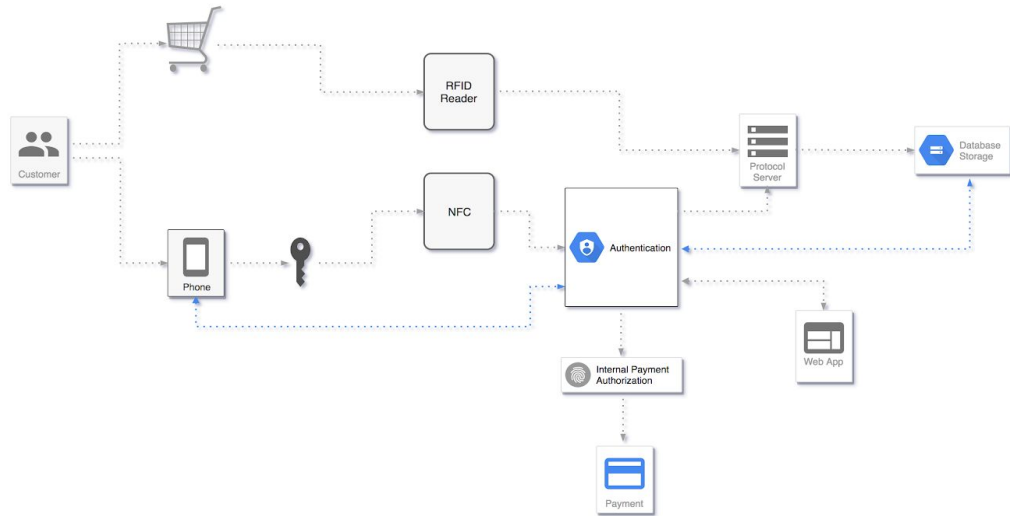 RFID
Reader
Customer
Protocol
Server
Database
Storage
NFC
Authentication
Phone
Web App
Internal Payment
Authorization
Payment